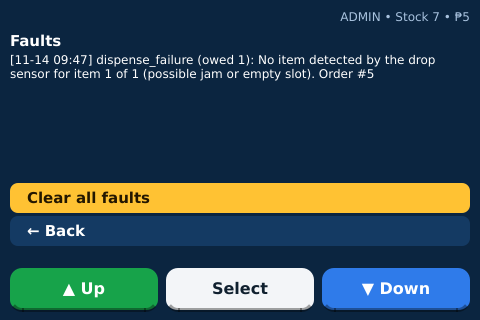 ADMIN • Stock 7 • ₱5
Faults
[11-14 09:47] dispense_failure (owed 1): No item detected by the drop
sensor for item 1 of 1 (possible jam or empty slot). Order #5
Clear all faults
← Back
▲ Up
Select
▼ Down